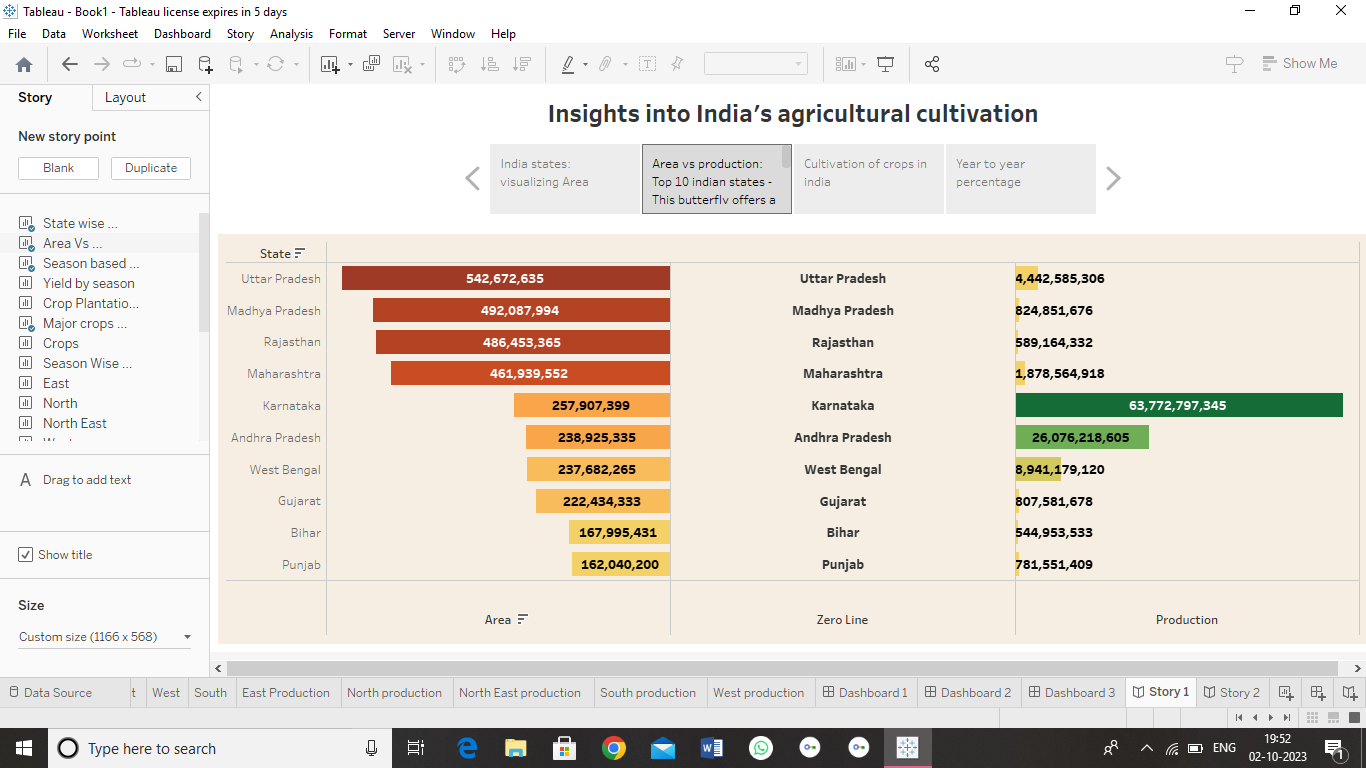 Tableau - Book1 - Tableau license expires in 5 days
File Data Worksheet Dashboard Story Analysis Format Server Window Help
Show Me
Story Layout
New story point
Blank Duplicate
State wise ...
Area Vs ...
Season based ...
Yield by season
Crop Plantatio...
Major crops ...
Crops
Season Wise ...
East
North
North East
A Drag to add text
Show title
Size
Custom size (1166 x 568)
Insights into India’s agricultural cultivation
India states:
visualizing Area
Area vs production:
Top 10 indian states -
This butterfly offers a
Cultivation of crops in
india
Year to year
percentage
State
Uttar Pradesh 542,672,635 Uttar Pradesh 4,442,585,306
Madhya Pradesh 492,087,994 Madhya Pradesh 824,851,676
Rajasthan 486,453,365 Rajasthan 589,164,332
Maharashtra 461,939,552 Maharashtra 1,878,564,918
Karnataka 257,907,399 Karnataka 63,772,797,345
Andhra Pradesh 238,925,335 Andhra Pradesh 26,076,218,605
West Bengal 237,682,265 West Bengal 8,941,179,120
Gujarat 222,434,333 Gujarat 807,581,678
Bihar 167,995,431 Bihar 544,953,533
Punjab 162,040,200 Punjab 781,551,409
Area Zero Line Production
Data Source t West South East Production North production North East production South production West production Dashboard 1 Dashboard 2 Dashboard 3 Story 1 Story 2
Type here to search
ENG
19:52
02-10-2023
1